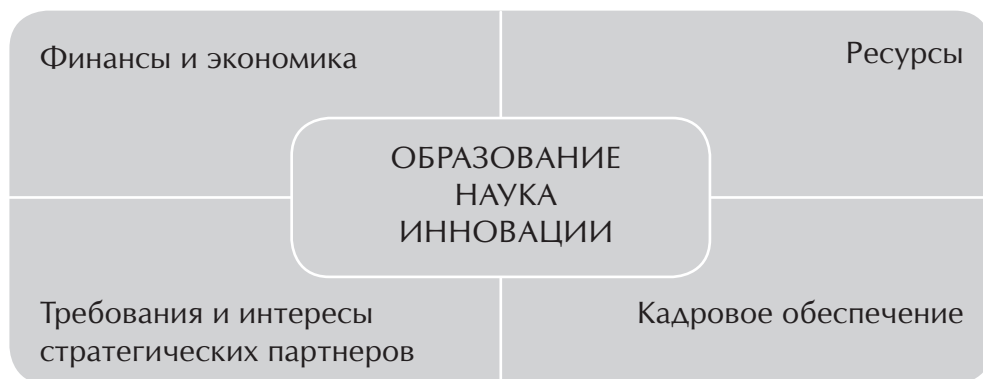 Финансы и экономика
Ресурсы
ОБРАЗОВАНИЕ
НАУКА
ИННОВАЦИИ
Требования и интересы
стратегических партнеров
Кадровое обеспечение